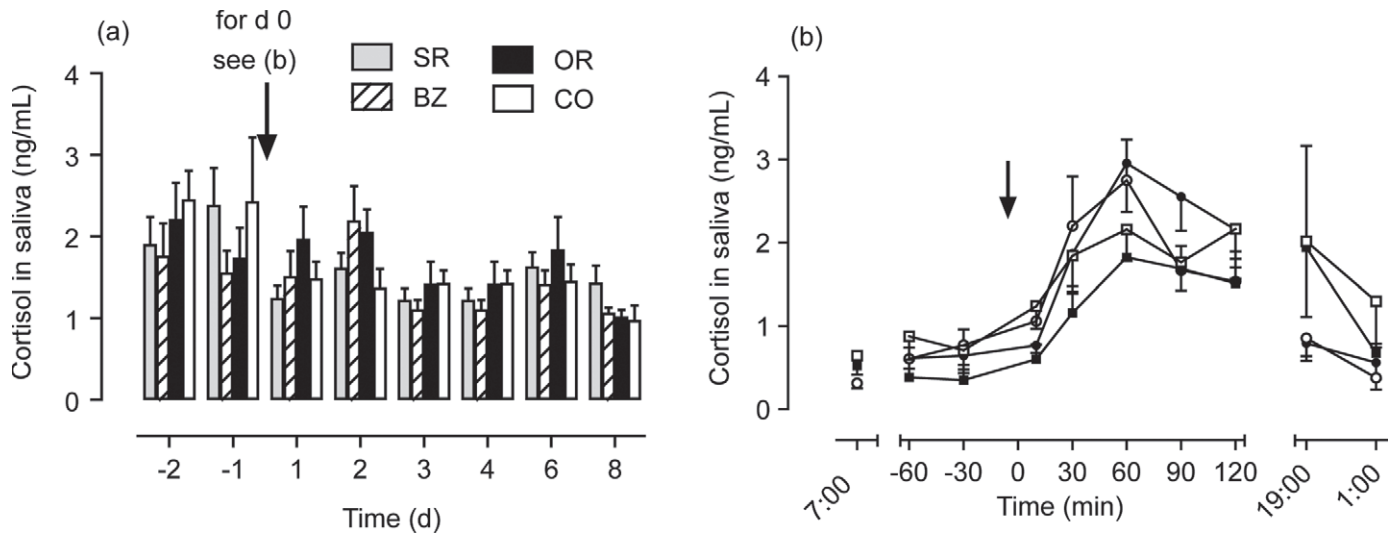 (a)
for d 0
see (b)
SR
OR
BZ
CO
Cortisol in saliva (ng/mL)
4
3
2
1
0
-2 -1 1 2 3 4 6 8
Time (d)
(b)
Cortisol in saliva (ng/mL)
4
3
2
1
0
7:00 -60 -30 0 30 60 90 120 19:00 1:00
Time (min)